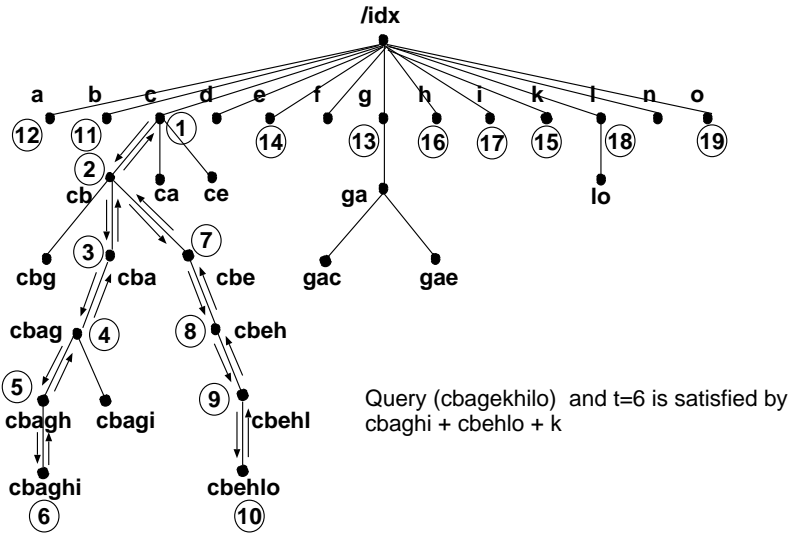 /idx
a b c d e f g h i k l n o
12 11 1 14 13 16 17 15 18 19
2
cb ca ce ga lo
3 7
cbg cba cbe gac gae
cbag 4 8 cbeh
5 9
cbagh cbagi cbehl
Query (cbagekhilo) and t=6 is satisfied by
cbaghi + cbehlo + k
cbaghi cbehlo
6 10